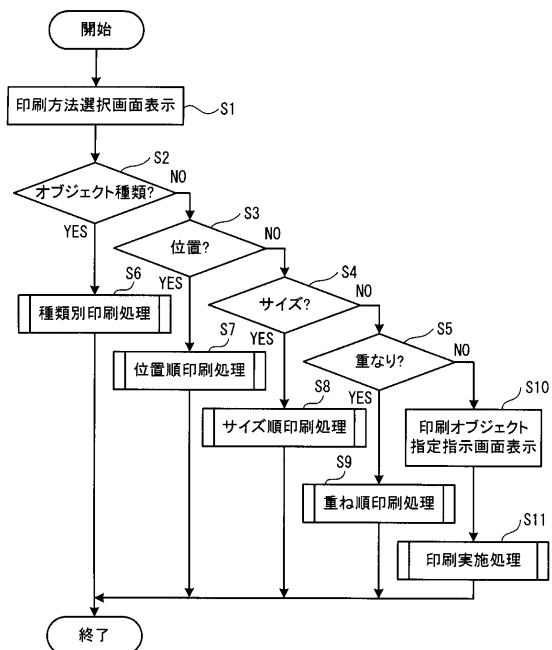 開始
印刷方法選択画面表示
S1
S2
オブジェクト種類?
NO
YES
S3
位置?
NO
YES
S4
サイズ?
NO
YES
S5
重なり?
NO
YES
S6
種類別印刷処理
S7
位置順印刷処理
S8
サイズ順印刷処理
S9
重ね順印刷処理
S10
印刷オブジェクト
指定指示画面表示
S11
印刷実施処理
終了